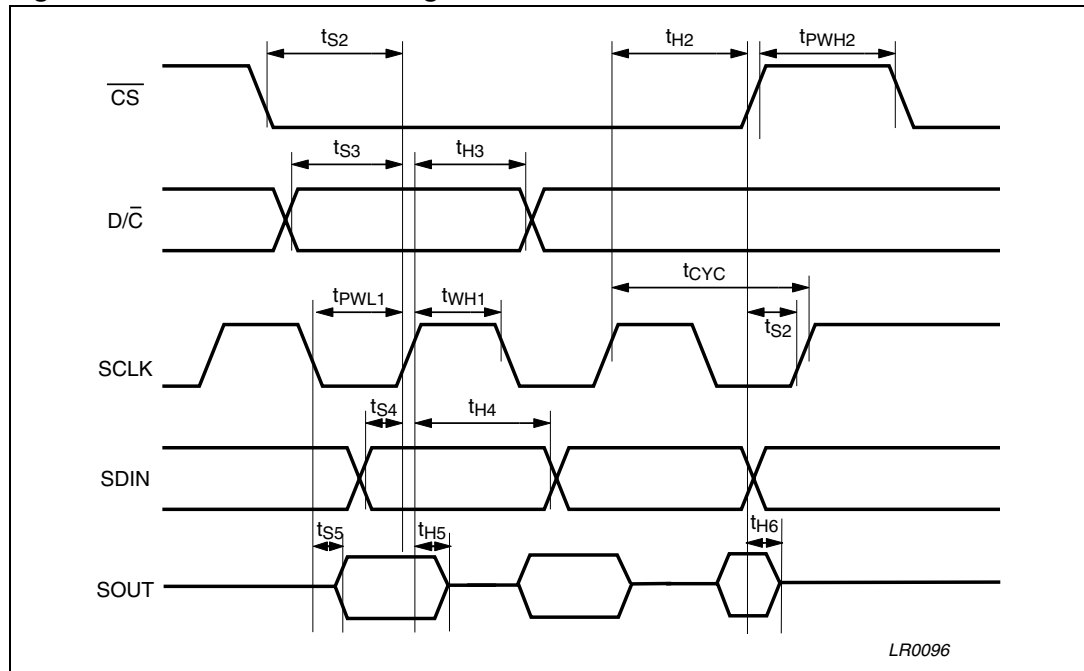 tS2
tH2
tPWH2
CS
tS3
tH3
D/C
tCYC
tPWL1
tWH1
tS2
SCLK
tS4
tH4
SDIN
tS5
tH5
tH6
SOUT
LR0096